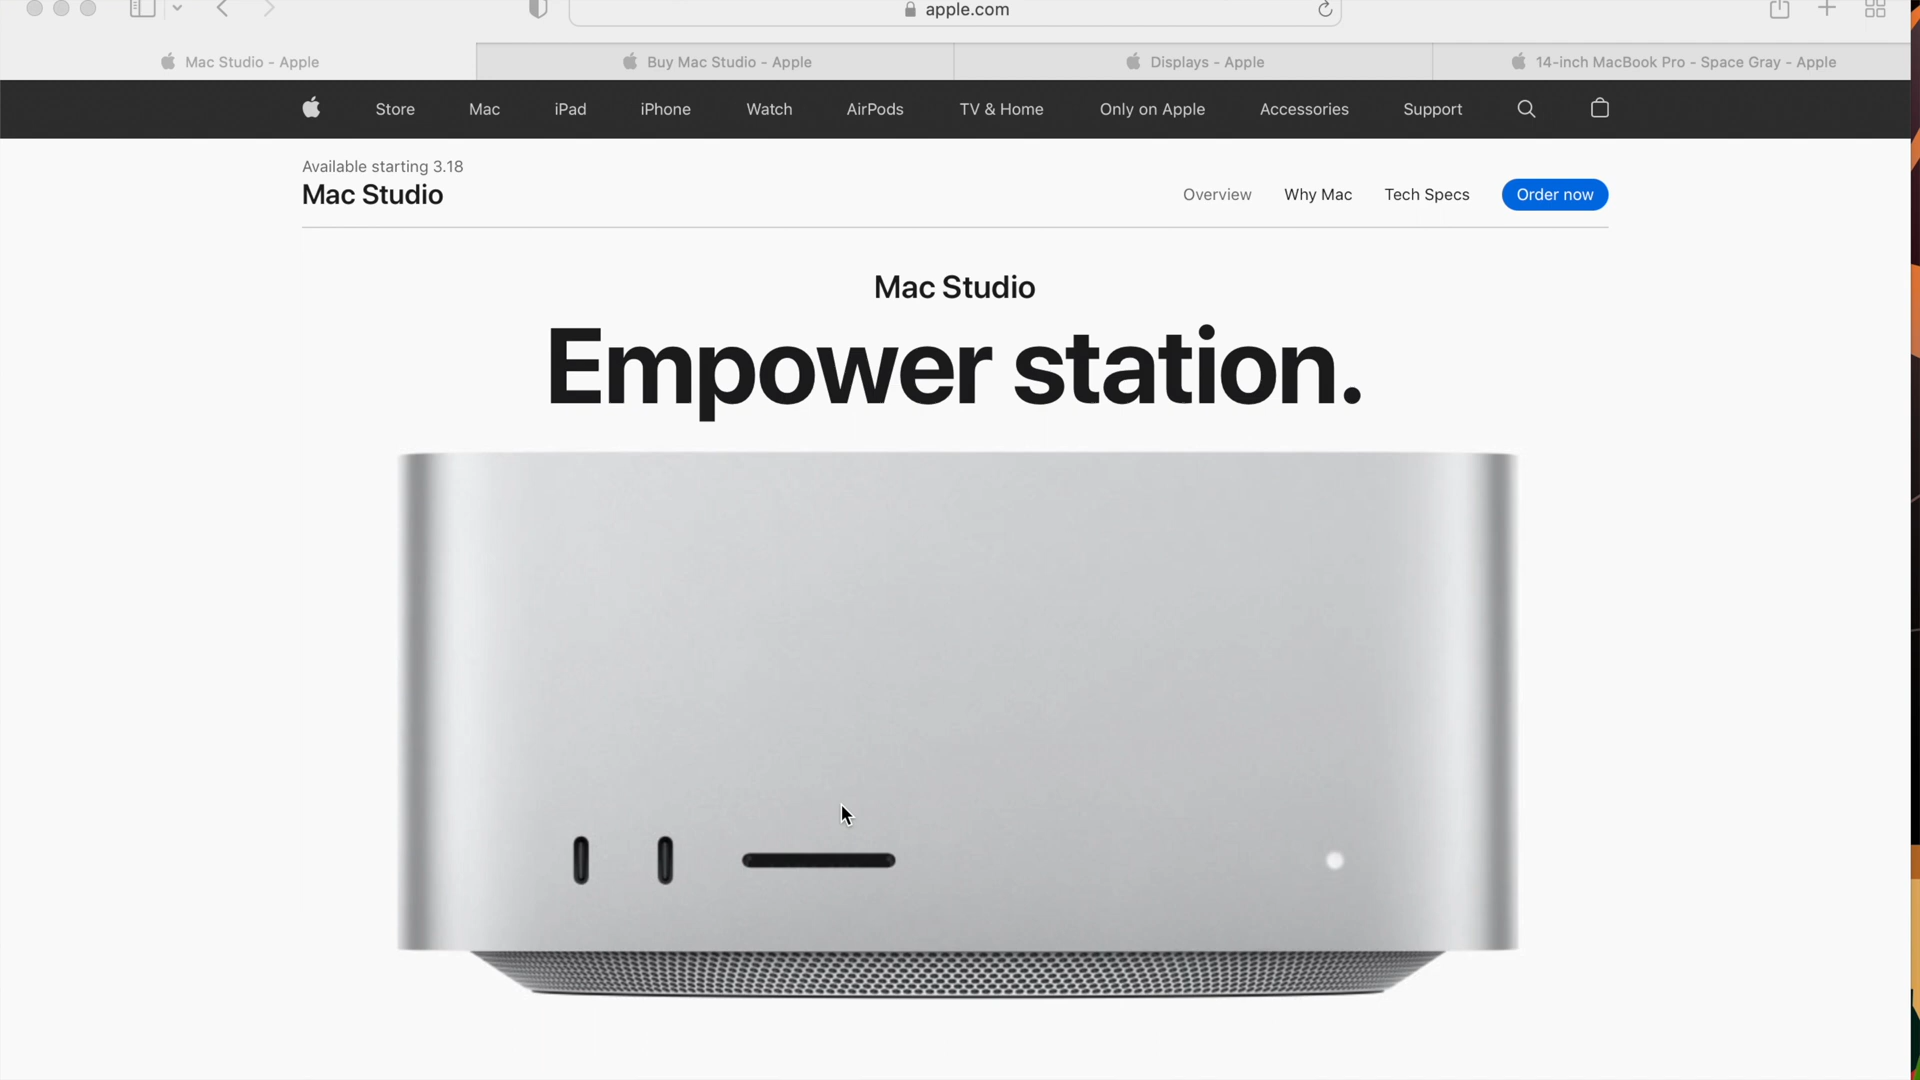 apple.com
Mac Studio - Apple
Buy Mac Studio - Apple
Displays - Apple
14-inch MacBook Pro - Space Gray - Apple
Store
Mac
iPad
iPhone
Watch
AirPods
TV & Home
Only on Apple
Accessories
Support
Available starting 3.18
Mac Studio
Overview
Why Mac
Tech Specs
Order now
Mac Studio
Empower station.